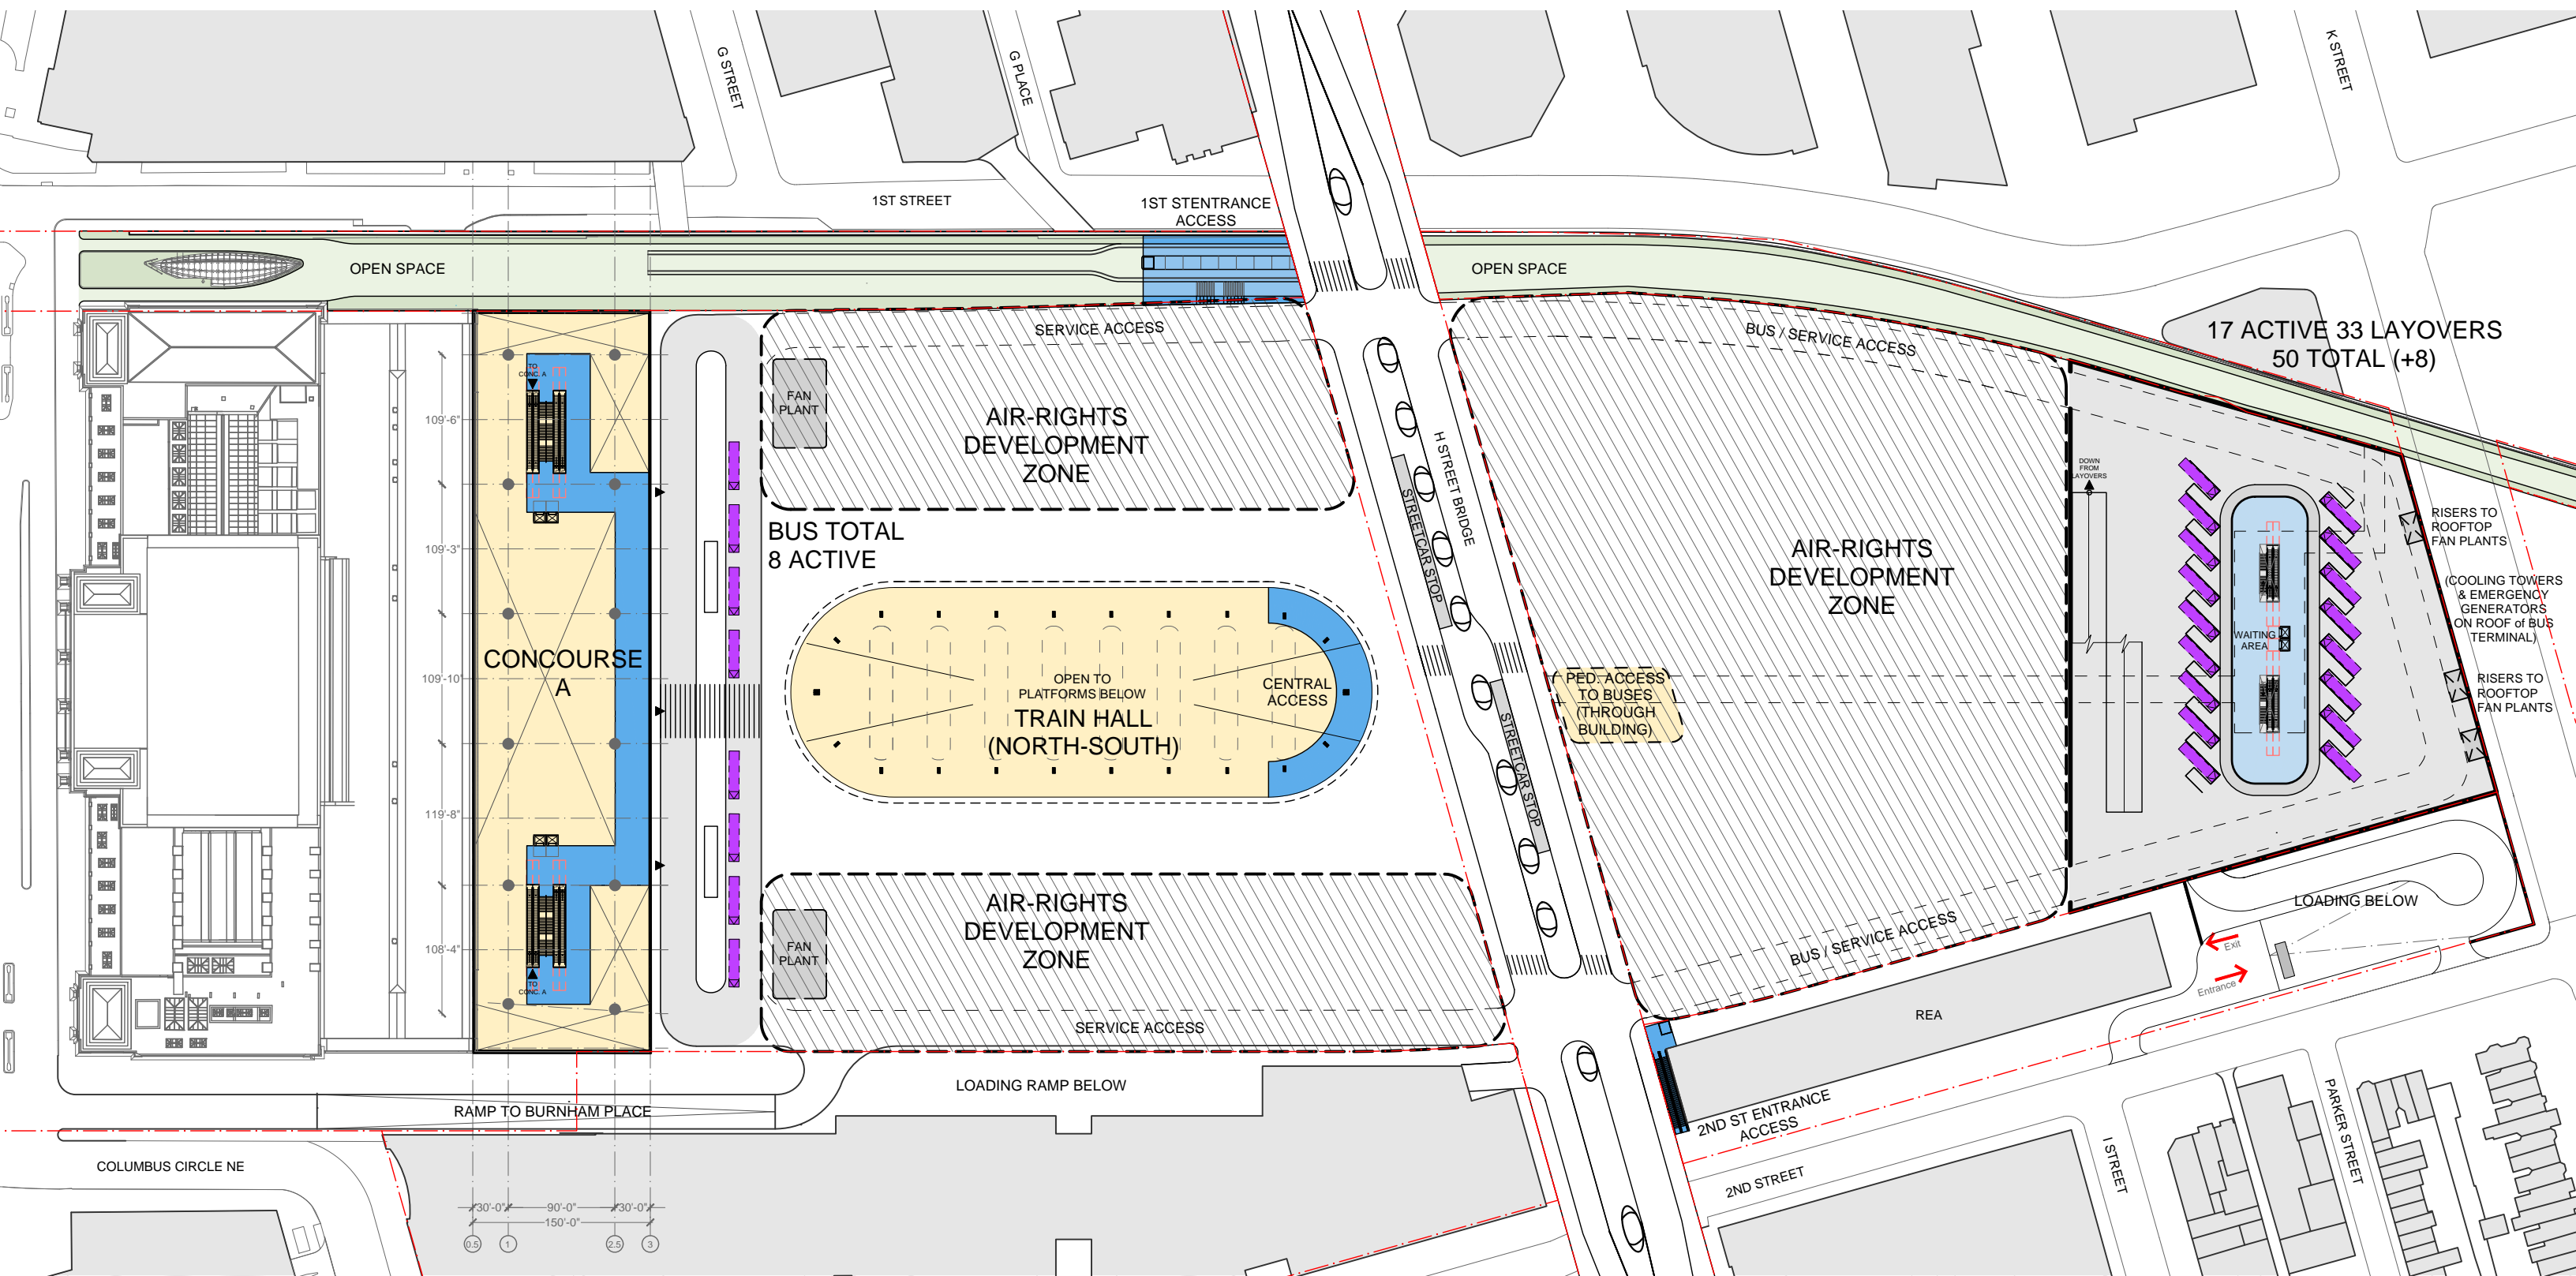 G STREET
G PLACE
K STREET
1ST STREET
1ST STENTRANCE
ACCESS
OPEN SPACE
OPEN SPACE
SERVICE ACCESS
BUS / SERVICE ACCESS
17 ACTIVE 33 LAYOVERS
50 TOTAL (+8)
TO
CONC. A
FAN
PLANT
AIR-RIGHTS
DEVELOPMENT
ZONE
109'-6"
H STREET BRIDGE
STREETCAR STOP
DOWN
FROM
LAYOVERS
RISERS TO
ROOFTOP
FAN PLANTS
BUS TOTAL
8 ACTIVE
109'-3"
AIR-RIGHTS
DEVELOPMENT
ZONE
(COOLING TOWERS
& EMERGENCY
GENERATORS
ON ROOF of BUS
TERMINAL)
WAITING
AREA
CONCOURSE
A
109'-10"
OPEN TO
PLATFORMS BELOW
TRAIN HALL
(NORTH-SOUTH)
CENTRAL
ACCESS
STREETCAR STOP
PED. ACCESS
TO BUSES
(THROUGH
BUILDING)
RISERS TO
ROOFTOP
FAN PLANTS
119'-8"
AIR-RIGHTS
DEVELOPMENT
ZONE
FAN
PLANT
108'-4"
TO
CONC. A
SERVICE ACCESS
BUS / SERVICE ACCESS
LOADING BELOW
Exit
Entrance
REA
LOADING RAMP BELOW
RAMP TO BURNHAM PLACE
2ND ST ENTRANCE
ACCESS
COLUMBUS CIRCLE NE
2ND STREET
I STREET
PARKER STREET
30'-0"
90'-0"
30'-0"
150'-0"
0.5
1
2.5
3